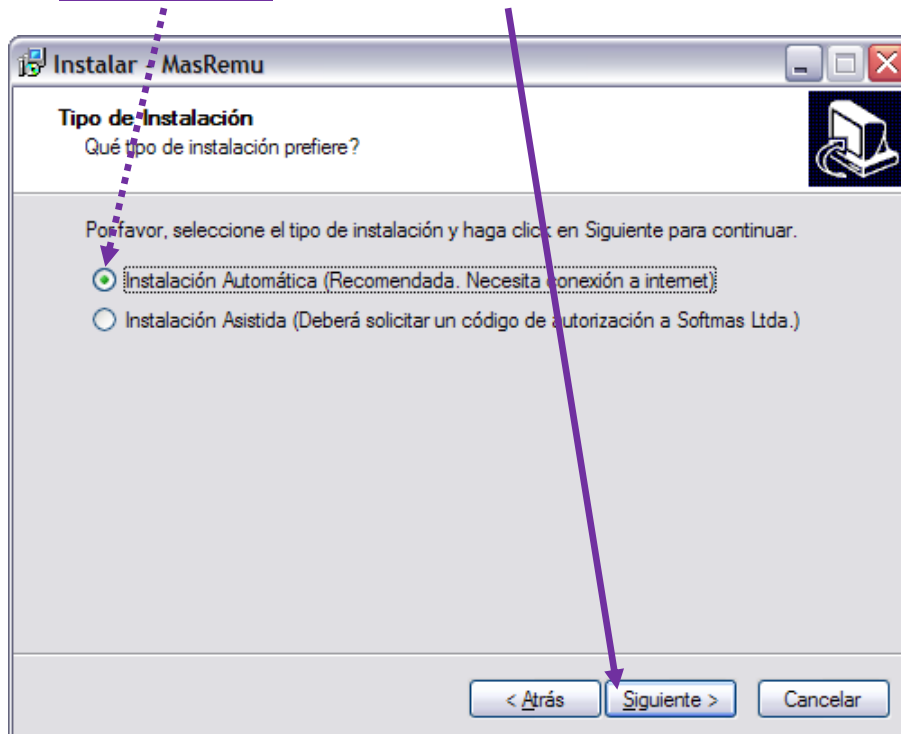 Instalar - MasRemu
Tipo de Instalación
Qué tipo de instalación prefiere?
Por favor, seleccione el tipo de instalación y haga click en Siguiente para continuar.
Instalación Automática (Recomendada. Necesita conexión a internet)
Instalación Asistida (Deberá solicitar un código de autorización a Softmas Ltda.)
< Atrás
Siguiente >
Cancelar